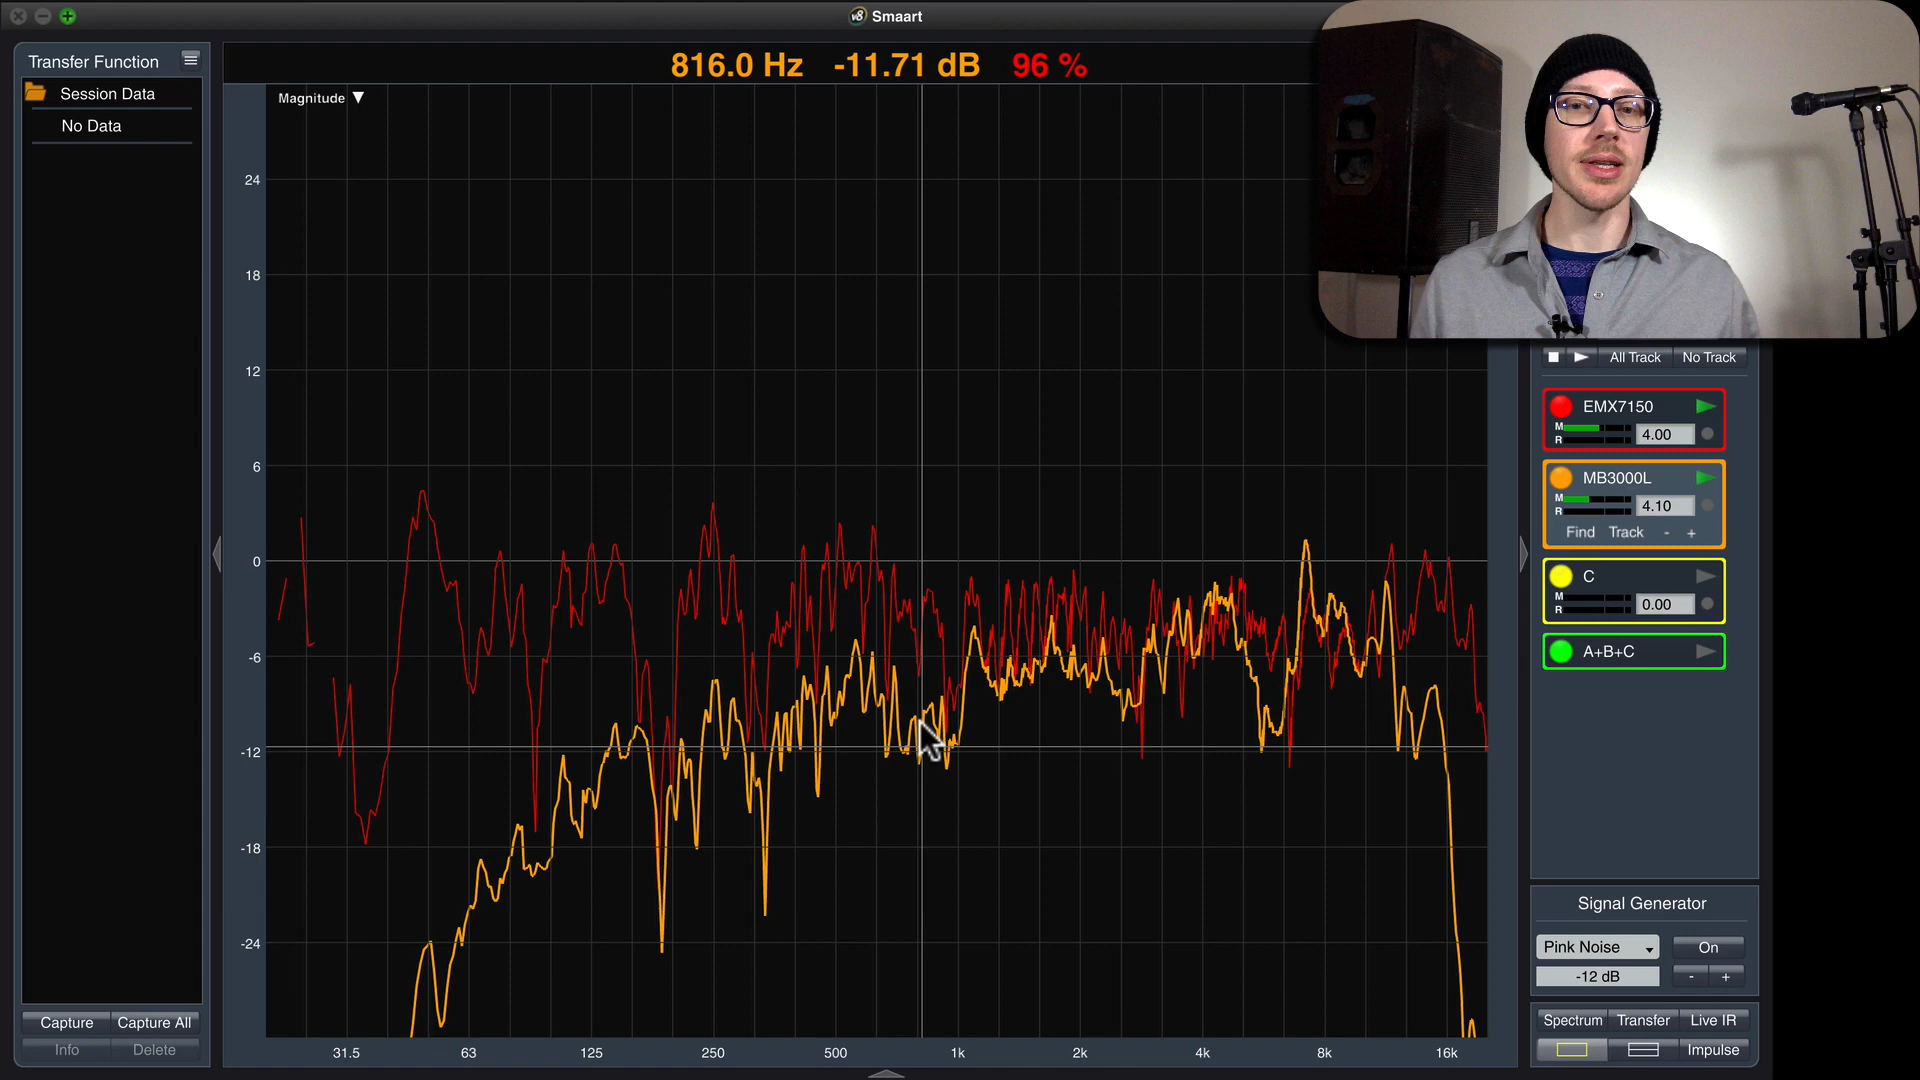 Smaart
Transfer Function
Session Data
No Data
816.0 Hz -11.71 dB 96 %
Magnitude
24
18
12
6
0
-6
-12
-18
-24
31.5 63 125 250 500 1k 2k 4k 8k 16k
All Track No Track
EMX7150
M
R
4.00
MB3000L
M
R
4.10
Find Track - +
C
M
R
0.00
A+B+C
Signal Generator
Pink Noise On
-12 dB - +
Spectrum Transfer Live IR
Impulse
Capture Capture All
Info Delete